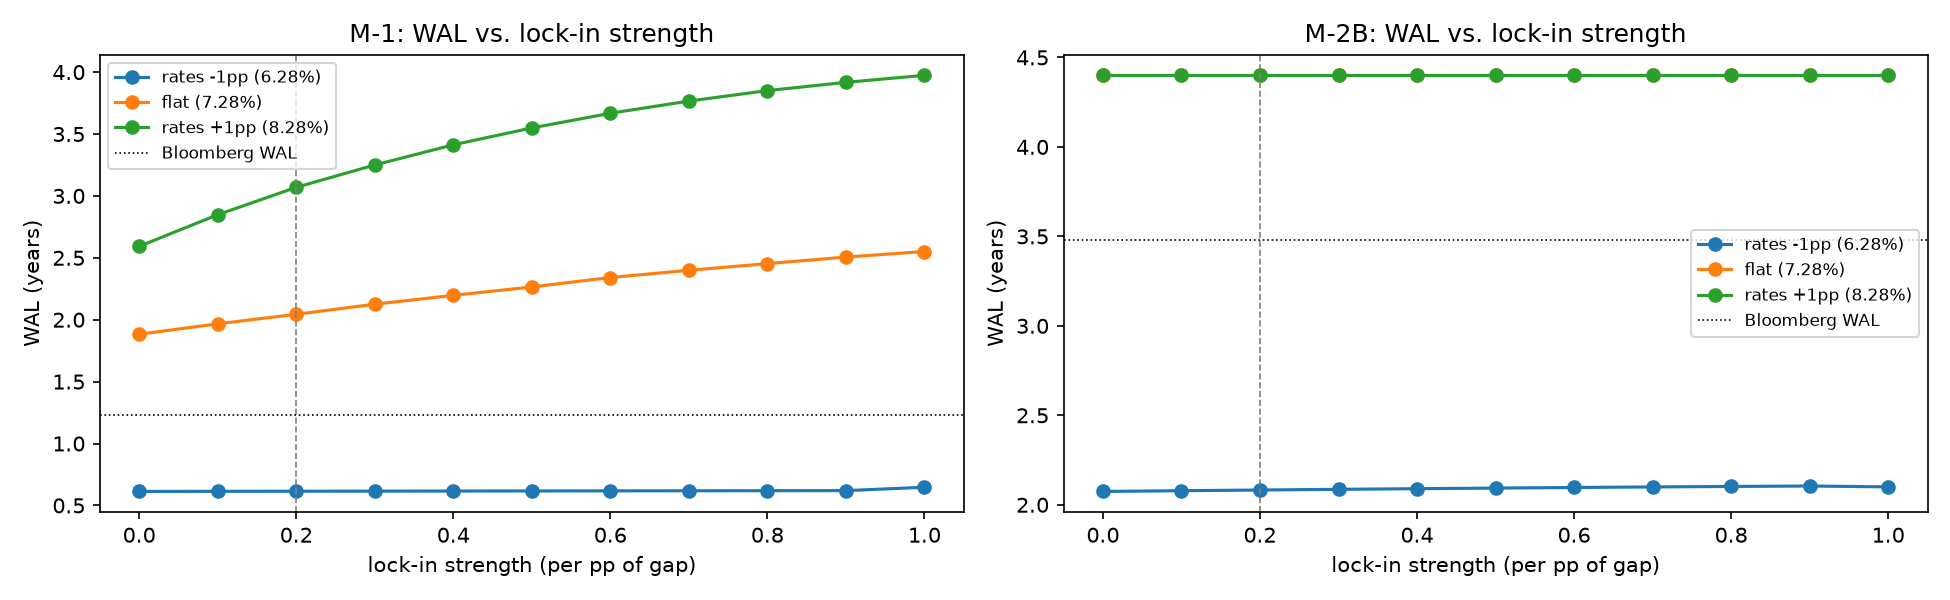 M-1: WAL vs. lock-in strength
4.0
3.5
3.0
2.5
2.0
1.5
1.0
0.5
WAL (years)
rates -1pp (6.28%)
flat (7.28%)
rates +1pp (8.28%)
Bloomberg WAL
0.0 0.2 0.4 0.6 0.8 1.0
lock-in strength (per pp of gap)
M-2B: WAL vs. lock-in strength
4.5
4.0
3.5
3.0
2.5
2.0
WAL (years)
rates -1pp (6.28%)
flat (7.28%)
rates +1pp (8.28%)
Bloomberg WAL
0.0 0.2 0.4 0.6 0.8 1.0
lock-in strength (per pp of gap)